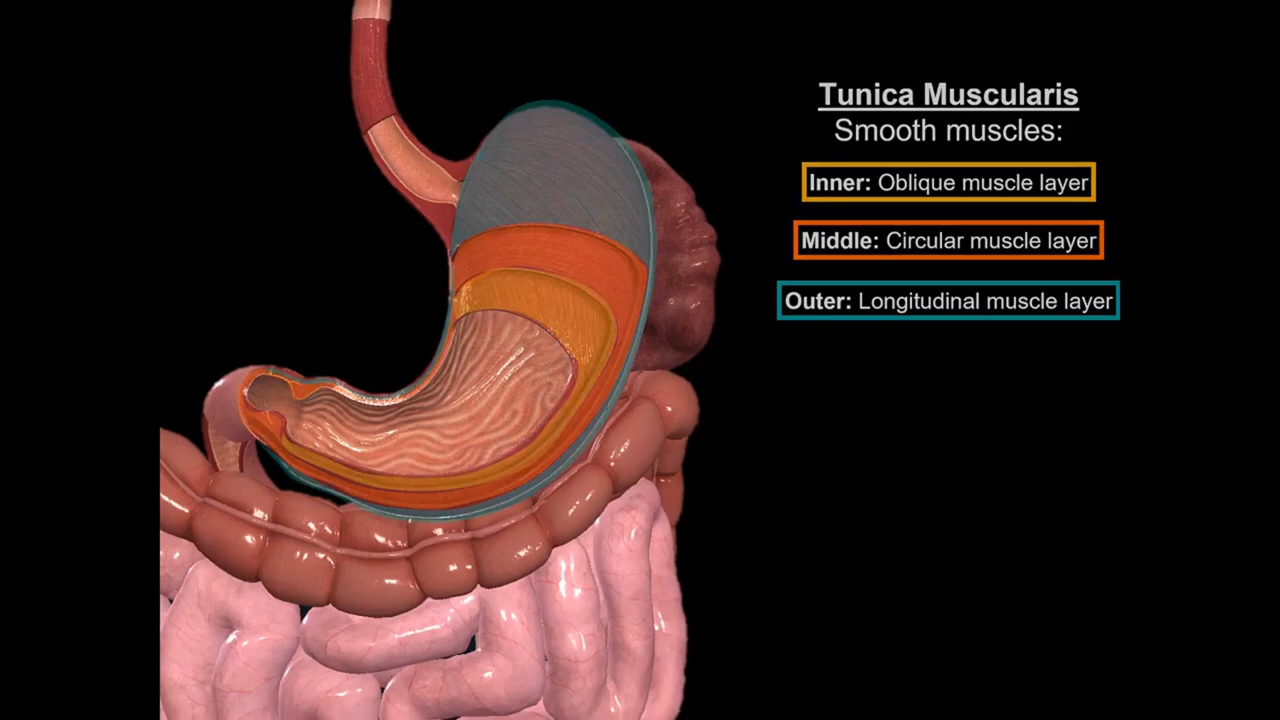 Tunica Muscularis
Smooth muscles:
Inner: Oblique muscle layer
Middle: Circular muscle layer
Outer: Longitudinal muscle layer